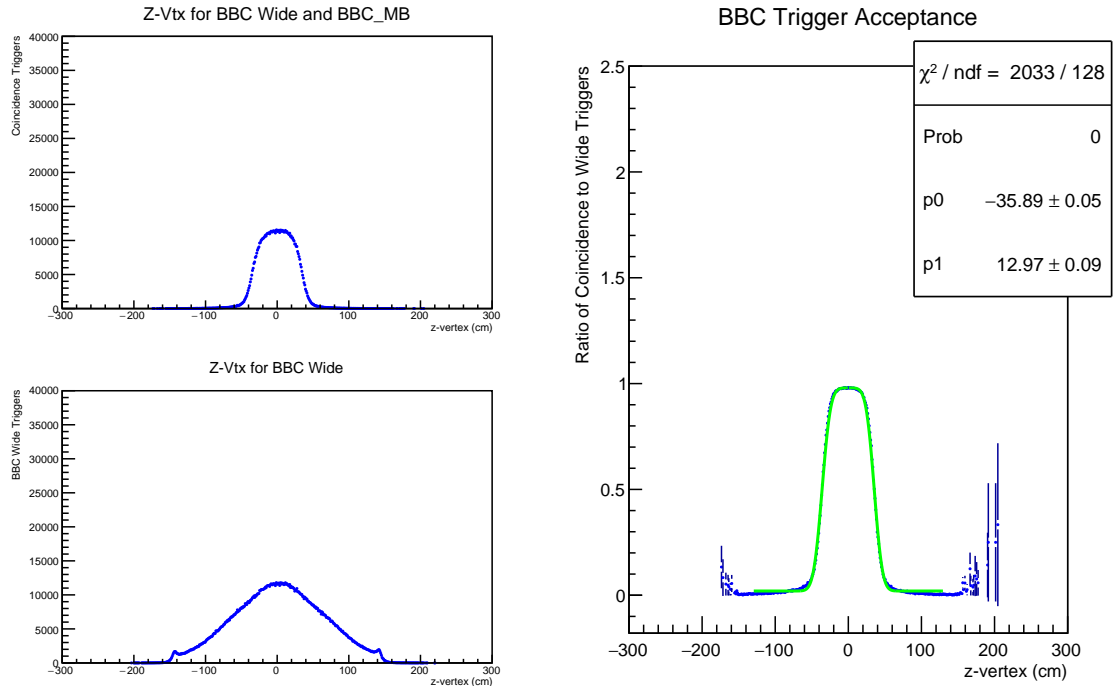 Z-Vtx for BBC Wide and BBC_MB
Coincidence Triggers
40000
35000
30000
25000
20000
15000
10000
5000
0
−300 −200 −100 0 100 200 300
z-vertex (cm)
Z-Vtx for BBC Wide
BBC Wide Triggers
40000
35000
30000
25000
20000
15000
10000
5000
0
−300 −200 −100 0 100 200 300
z-vertex (cm)
BBC Trigger Acceptance
Ratio of Coincidence to Wide Triggers
2.5
2
1.5
1
0.5
0
−300 −200 −100 0 100 200 300
z-vertex (cm)
χ² / ndf = 2033 / 128
Prob 0
p0 −35.89 ± 0.05
p1 12.97 ± 0.09